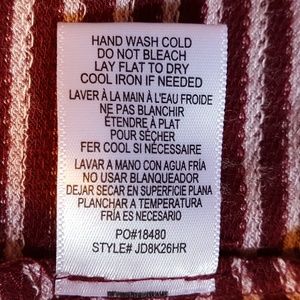 HAND WASH COLD
DO NOT BLEACH
LAY FLAT TO DRY
COOL IRON IF NEEDED
LAVER À LA MAIN À L'EAU FROIDE
NE PAS BLANCHIR
ÉTENDRE À PLAT
POUR SÉCHER
FER COOL SI NÉCESSAIRE
LAVAR A MANO CON AGUA FRÍA
NO USAR BLANQUEADOR
DEJAR SECAR EN SUPERFICIE PLANA
PLANCHAR A TEMPERATURA
FRÍA ES NECESARIO
PO#18480
STYLE# JD8K26HR